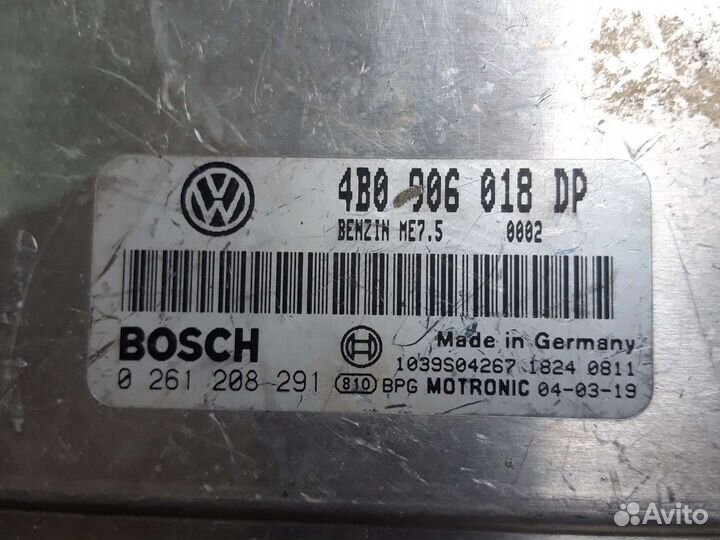 4B0 906 018 DP
BENZIN ME7.5 0002
BOSCH
Made in Germany
1039S04267 1824 0811
0 261 208 291 810 BPG MOTRONIC 04-03-19
Avito